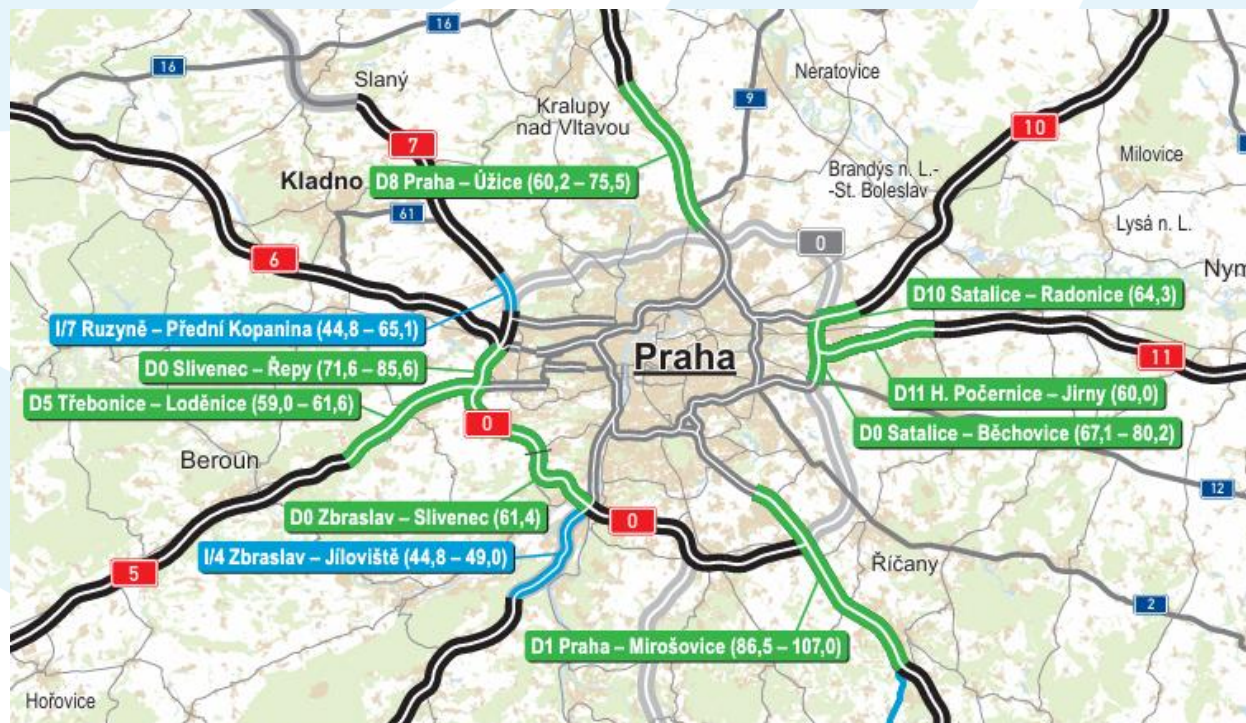 16
16
Slaný
Neratovice
9
Kralupy
nad Vltavou
10
7
Milovice
Brandýs n. L.-
-St. Boleslav
Kladno
D8 Praha – Úžice (60,2 – 75,5)
61
Lysá n. L.
0
6
Nym
D10 Satalice – Radonice (64,3)
I/7 Ruzyně – Přední Kopanina (44,8 – 65,1)
Praha
11
D0 Slivenec – Řepy (71,6 – 85,6)
D11 H. Počernice – Jirny (60,0)
D5 Třebonice – Loděnice (59,0 – 61,6)
0
D0 Satalice – Běchovice (67,1 – 80,2)
Beroun
12
D0 Zbraslav – Slivenec (61,4)
0
I/4 Zbraslav – Jíloviště (44,8 – 49,0)
5
Říčany
2
D1 Praha – Mirošovice (86,5 – 107,0)
Hořovice